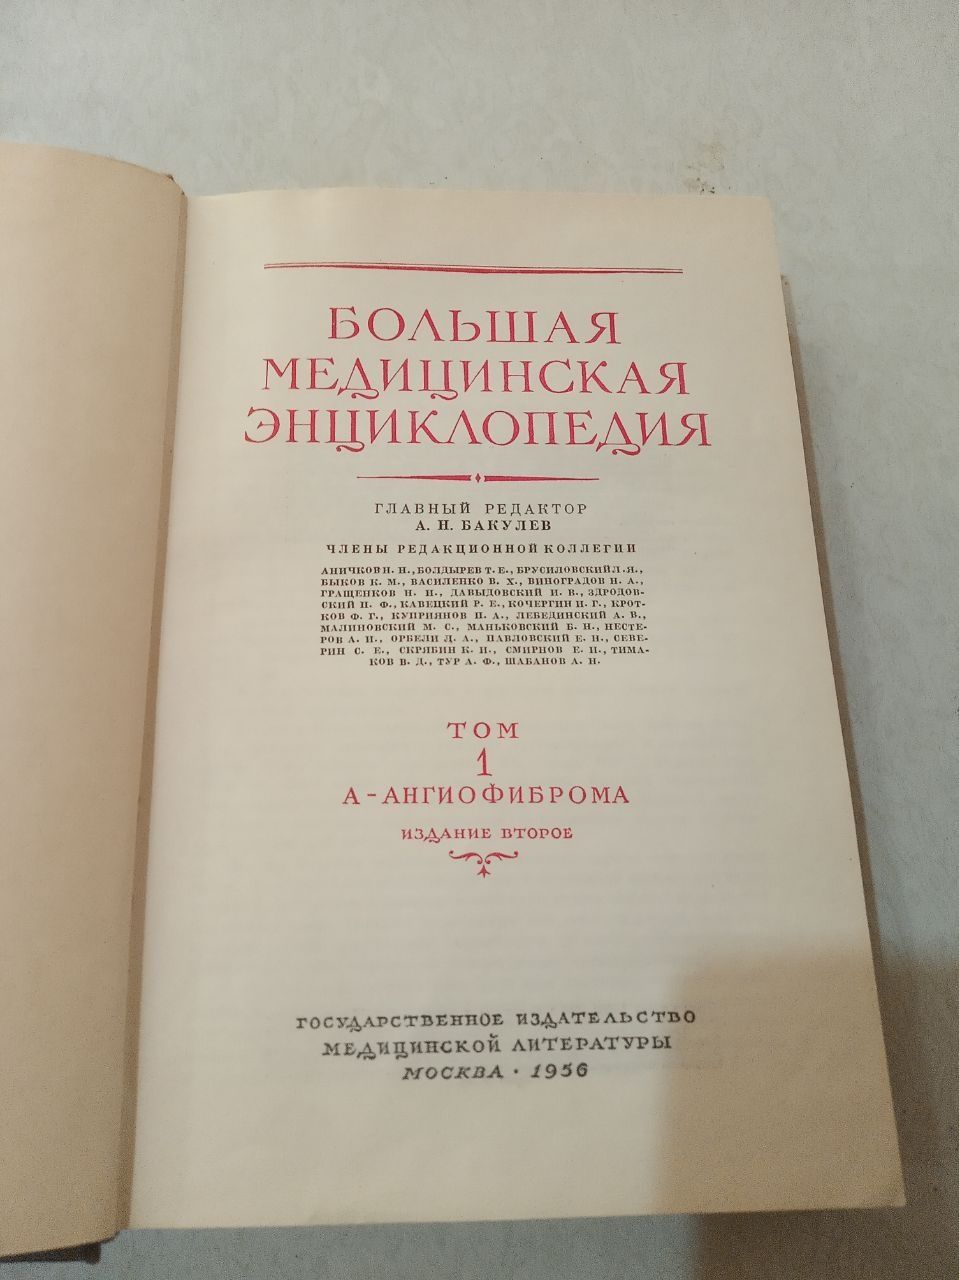 БОЛЬШАЯ
МЕДИЦИНСКАЯ
ЭНЦИКЛОПЕДИЯ
ГЛАВНЫЙ РЕДАКТОР
А. Н. БАКУЛЕВ
ЧЛЕНЫ РЕДАКЦИОННОЙ КОЛЛЕГИИ
АНИЧКОВ Н. Н., БОЛДЫРЕВ Т. Е., БРУСИЛОВСКИЙ Л. Я.,
БЫКОВ К. М., ВАСИЛЕНКО В. Х., ВИНОГРАДОВ Н. А.,
ГРАЩЕНКОВ Н. И., ДАВЫДОВСКИЙ И. В., ЗДРОДОВ-
СКИЙ П. Ф., КАВЕЦКИЙ Р. Е., КОЧЕРГИН И. Г., КРОТ-
КОВ Ф. Г., КУПРИЯНОВ П. А., ЛЕБЕДИНСКИЙ А. В.,
МАЛИНОВСКИЙ М. С., МАНЬКОВСКИЙ Б. Н., НЕСТЕ-
РОВ А. И., ОРБЕЛИ Л. А., ПАВЛОВСКИЙ Е. Н., СЕВЕ-
РИН С. Е., СКРЯБИН К. И., СМИРНОВ Е. И., ТИМА-
КОВ В. Д., ТУР А. Ф., ШАБАНОВ А. Н.
ТОМ
1
А - АНГИОФИБРОМА
ИЗДАНИЕ ВТОРОЕ
ГОСУДАРСТВЕННОЕ ИЗДАТЕЛЬСТВО
МЕДИЦИНСКОЙ ЛИТЕРАТУРЫ
МОСКВА · 1956